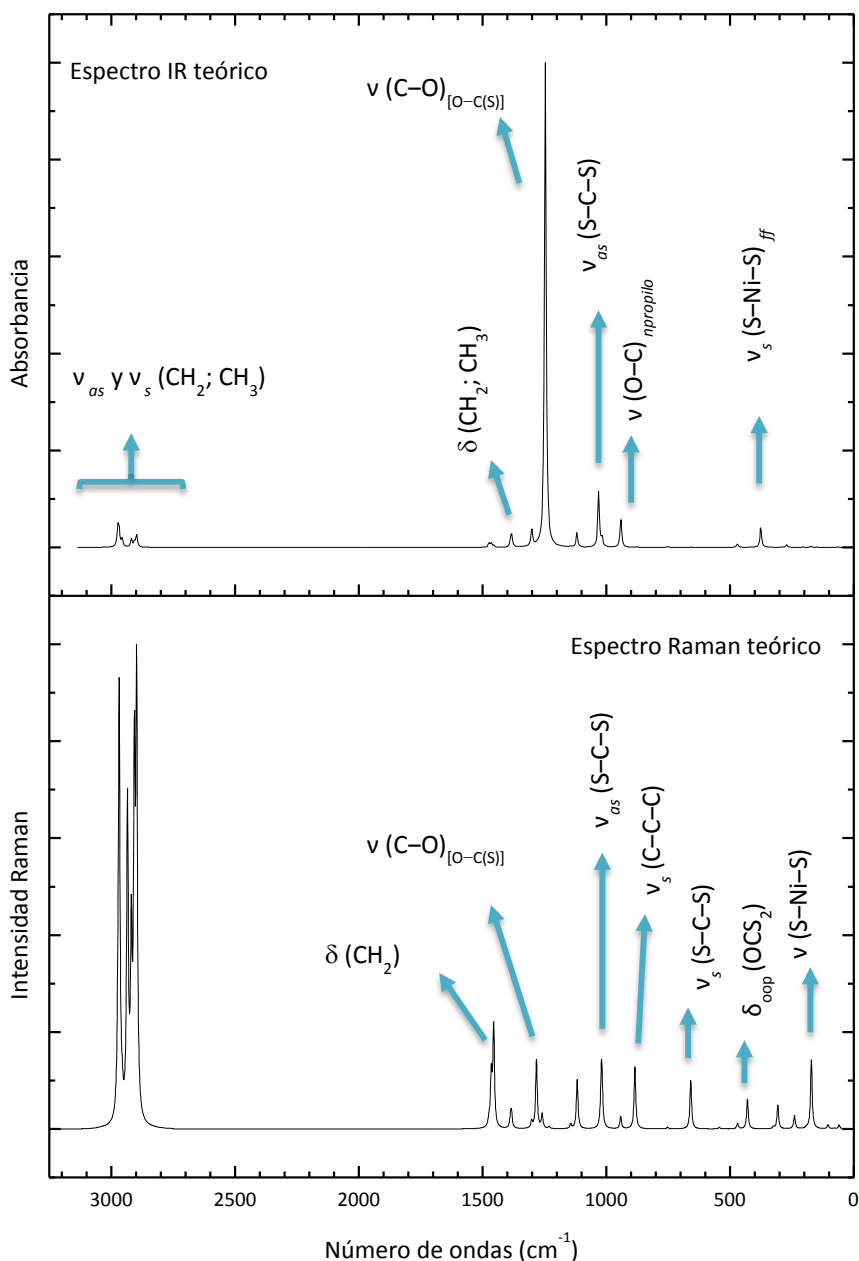 Espectro IR teórico
ν (C–O)[O–C(S)]
νas (S–C–S)
νs (S–Ni–S) ff
ν (O–C)npropilo
δ (CH2; CH3)
νas y νs (CH2; CH3)
Absorbancia
Espectro Raman teórico
νas (S–C–S)
νs (C–C–C)
ν (C–O)[O–C(S)]
νs (S–C–S)
δoop (OCS2)
ν (S–Ni–S)
δ (CH2)
Intensidad Raman
3000 2500 2000 1500 1000 500 0
Número de ondas (cm-1)